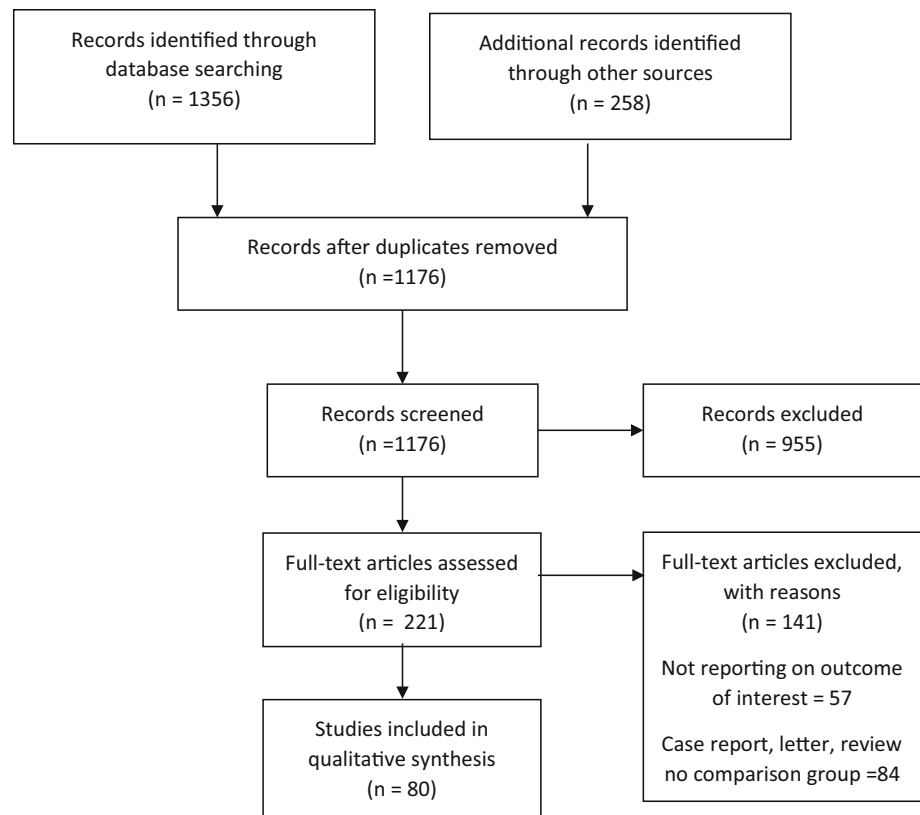 Records identified through
database searching
(n = 1356)
Additional records identified
through other sources
(n = 258)
Records after duplicates removed
(n =1176)
Records screened
(n =1176)
Records excluded
(n = 955)
Full-text articles assessed
for eligibility
(n = 221)
Full-text articles excluded,
with reasons
(n = 141)
Not reporting on outcome
of interest = 57
Case report, letter, review
no comparison group =84
Studies included in
qualitative synthesis
(n = 80)